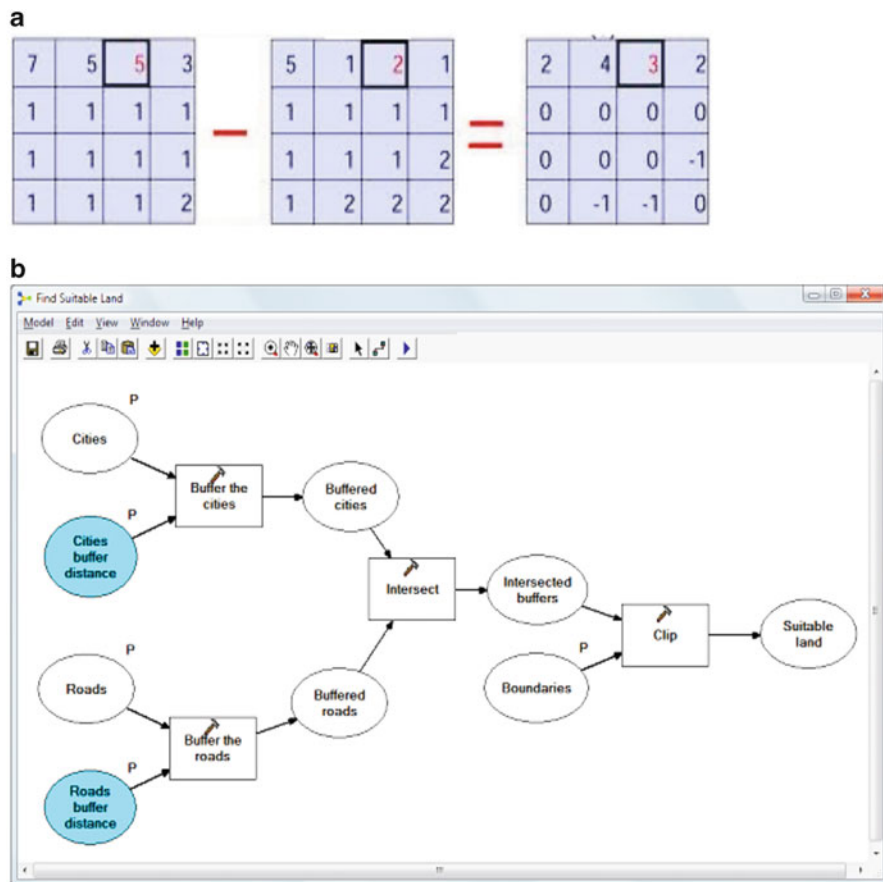 a
7 5 5 3 5 1 2 1 2 4 3 2
1 1 1 1 − 1 1 1 1 = 0 0 0 0
1 1 1 1 1 1 1 2 0 0 0 -1
1 1 1 2 1 2 2 2 0 -1 -1 0
b
Find Suitable Land
Model Edit View Window Help
P
Cities
Buffer the
cities
Buffered
cities
P
Cities
buffer
distance
Intersect
Intersected
buffers
Clip
Suitable
land
P
Boundaries
P
Roads
Buffered
roads
Buffer the
roads
P
Roads
buffer
distance